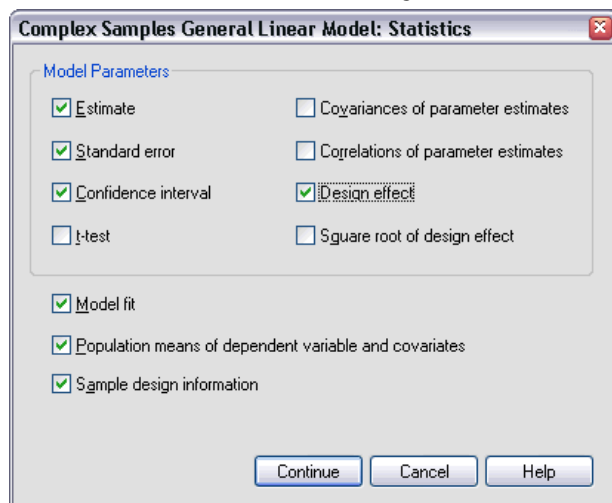 Complex Samples General Linear Model: Statistics
Model Parameters
Estimate
Covariances of parameter estimates
Standard error
Correlations of parameter estimates
Confidence interval
Design effect
t-test
Square root of design effect
Model fit
Population means of dependent variable and covariates
Sample design information
Continue
Cancel
Help